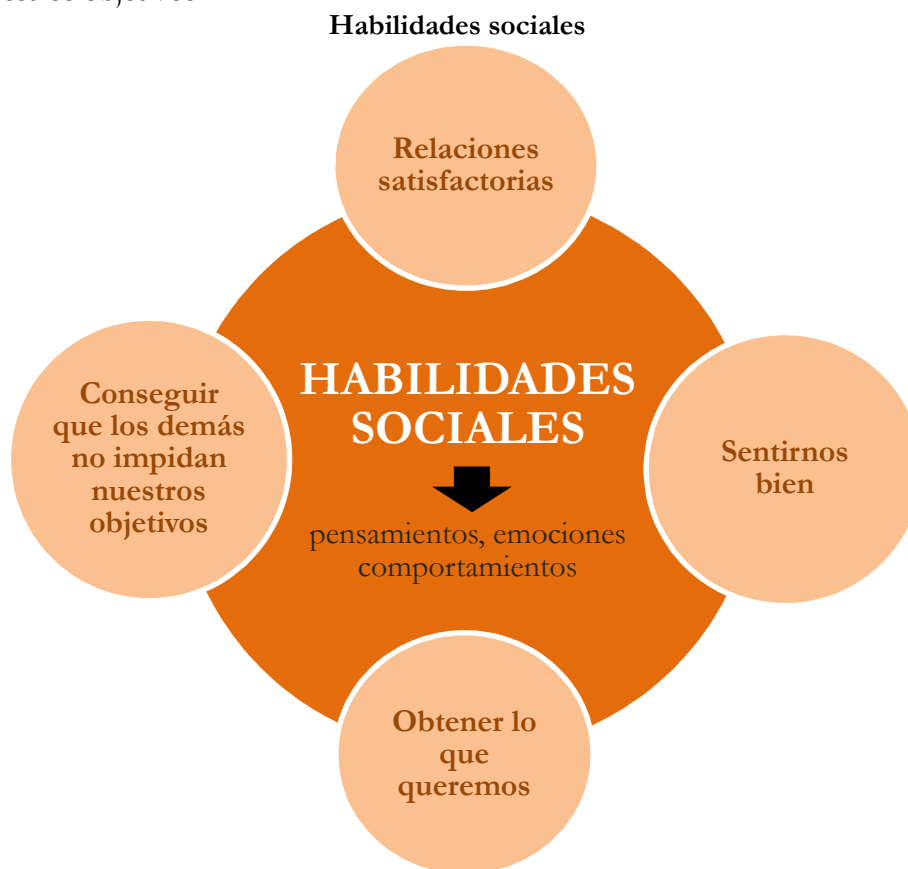 Habilidades sociales
Relaciones
satisfactorias
HABILIDADES
SOCIALES
pensamientos, emociones
comportamientos
Conseguir
que los demás
no impidan
nuestros
objetivos
Sentirnos
bien
Obtener lo
que
queremos